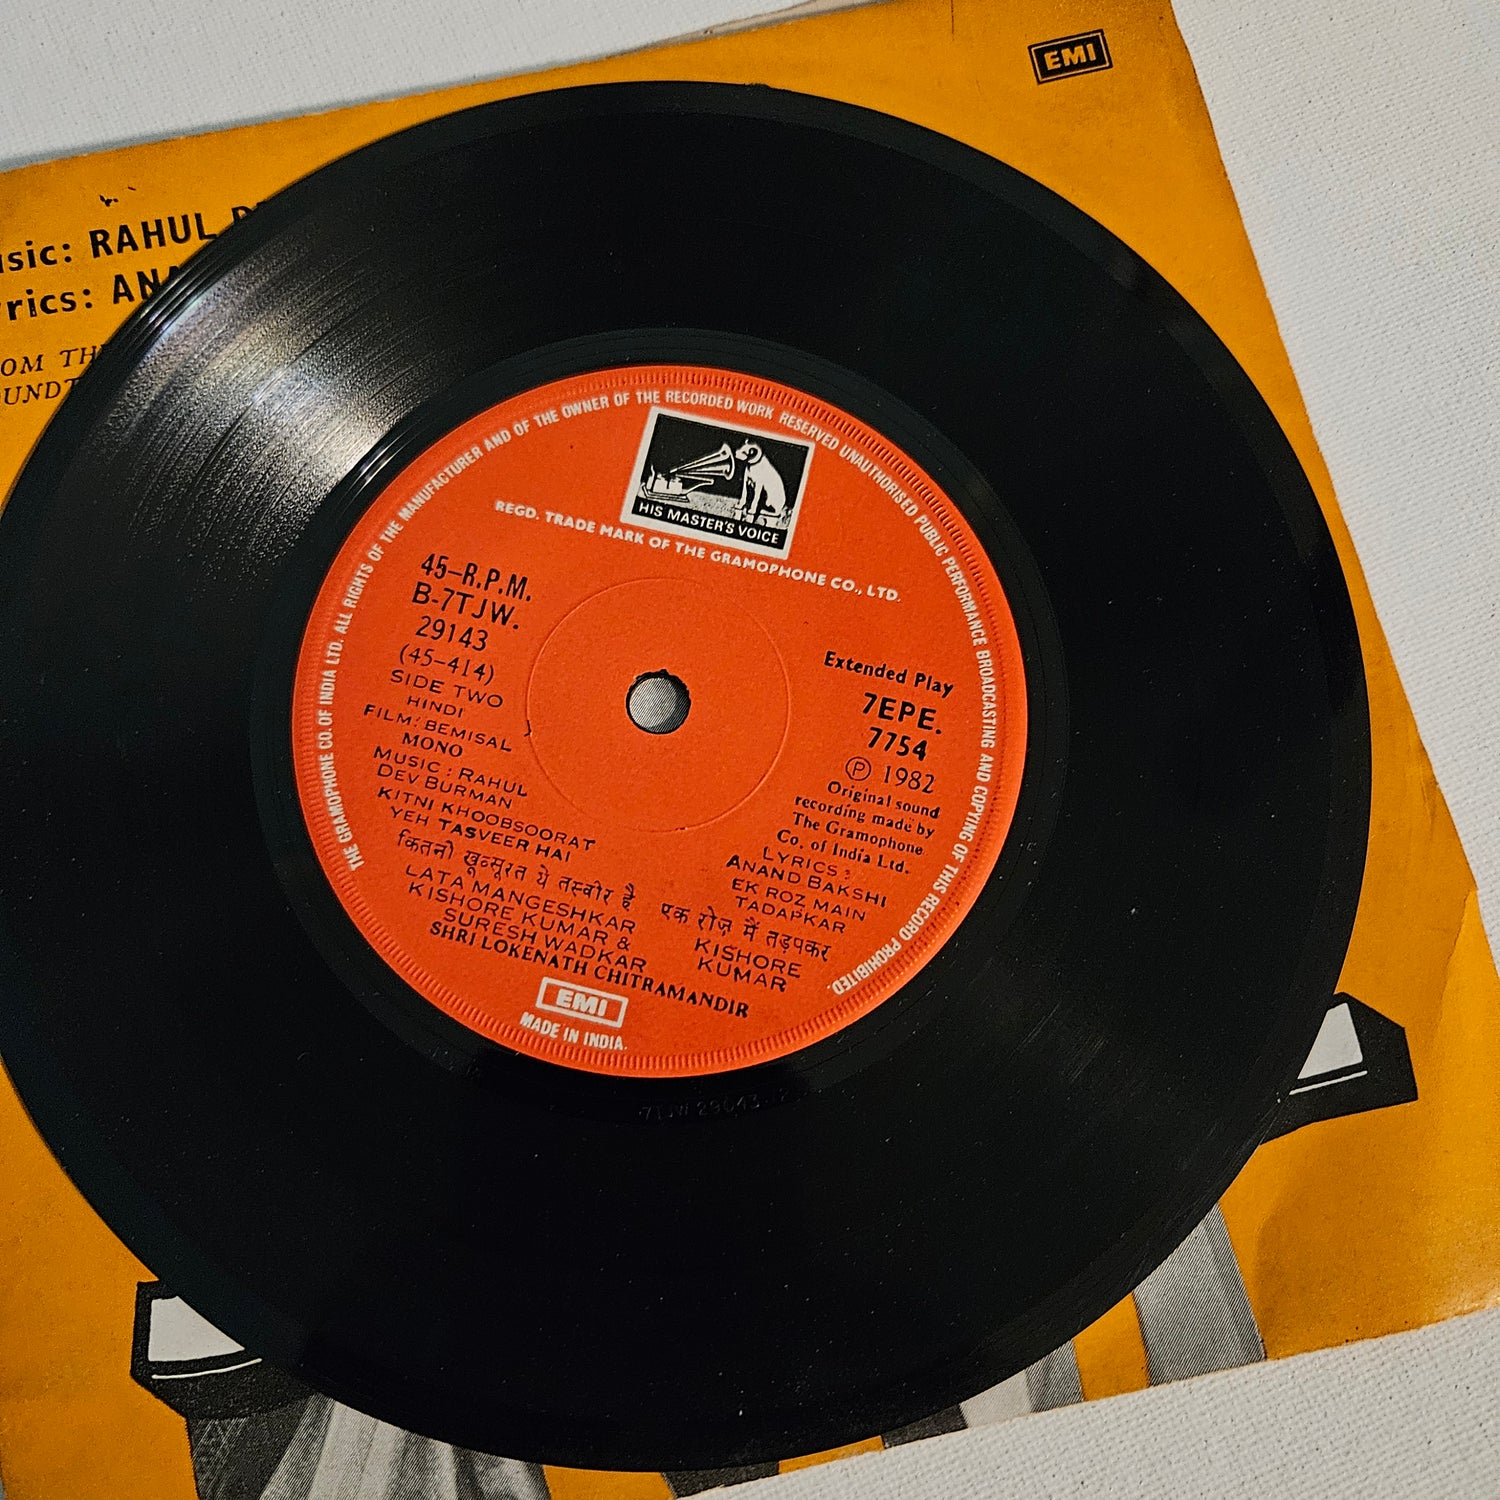 EMI
usic: RAHUL D
yrics: ANA
OM TH
OUNDT
THE GRAMOPHONE CO. OF INDIA LTD. ALL RIGHTS OF THE MANUFACTURER AND OF THE OWNER OF THE RECORDED WORK RESERVED UNAUTHORISED PUBLIC PERFORMANCE BROADCASTING AND COPYING OF THIS RECORD PROHIBITED.
HIS MASTER'S VOICE
REGD. TRADE MARK OF THE GRAMOPHONE CO., LTD.
45–R.P.M.
B-7TJW.
29143
(45–414)
SIDE TWO
HINDI
FILM: BEMISAL
MONO
MUSIC : RAHUL
DEV BURMAN
KITNI KHOOBSOORAT
YEH TASVEER HAI
कितनी खूब्सूरत ये तस्वीर है
LATA MANGESHKAR
KISHORE KUMAR &
SURESH WADKAR
SHRI LOKENATH CHITRAMANDIR
Extended Play
7EPE.
7754
Ⓟ 1982
Original sound
recording made by
The Gramophone
Co. of India Ltd.
LYRICS :
ANAND BAKSHI
EK ROZ MAIN
TADAPKAR
एक रोज़ मैं तड़पकर
KISHORE
KUMAR
EMI
MADE IN INDIA.